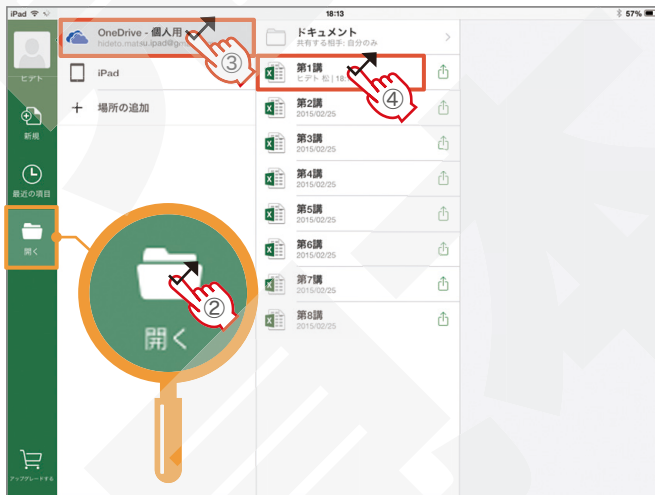 iPad
18:13
57%
ヒデト
新規
最近の項目
開く
アップグレードする
OneDrive - 個人用
③
iPad
場所の追加
②
開く
ドキュメント
共有する相手: 自分のみ
第1講
ヒデト 松 | 18:
④
第2講
2015/02/25
第3講
2015/02/25
第4講
2015/02/25
第5講
2015/02/25
第6講
2015/02/25
第7講
2015/02/25
第8講
2015/02/25